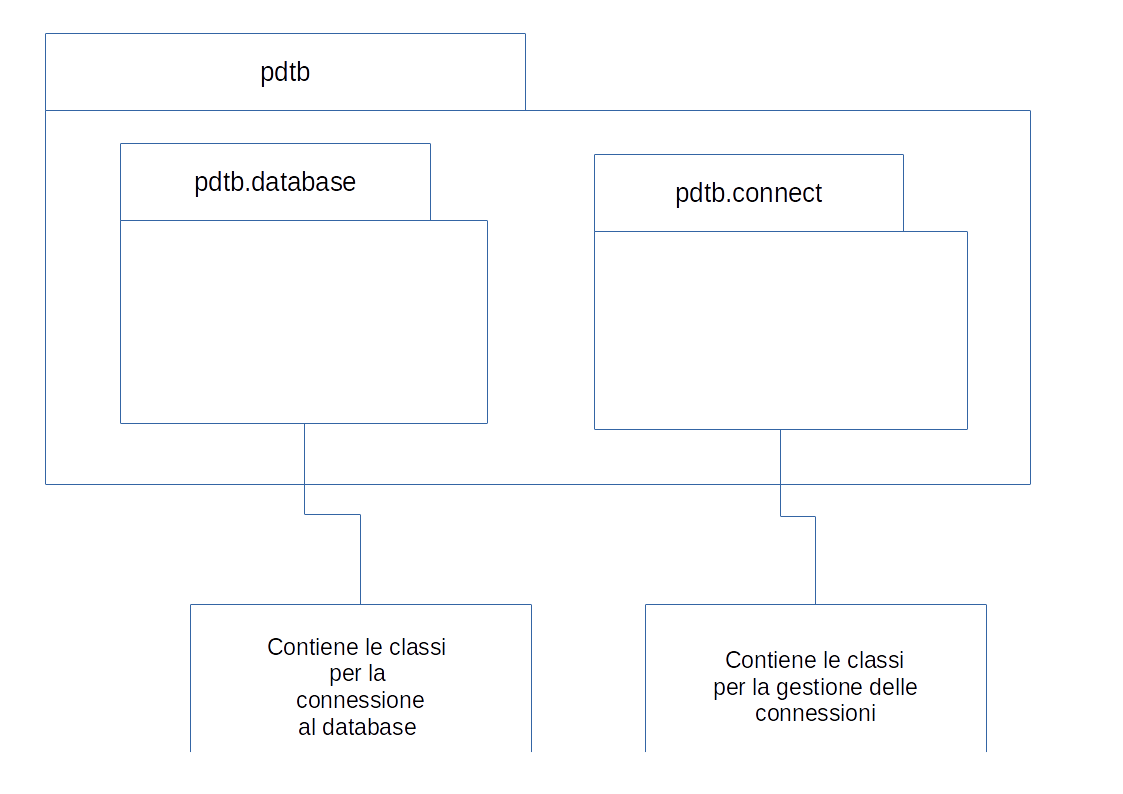 pdtb
pdtb.database
pdtb.connect
Contiene le classi
per la
connessione
al database
Contiene le classi
per la gestione delle
connessioni